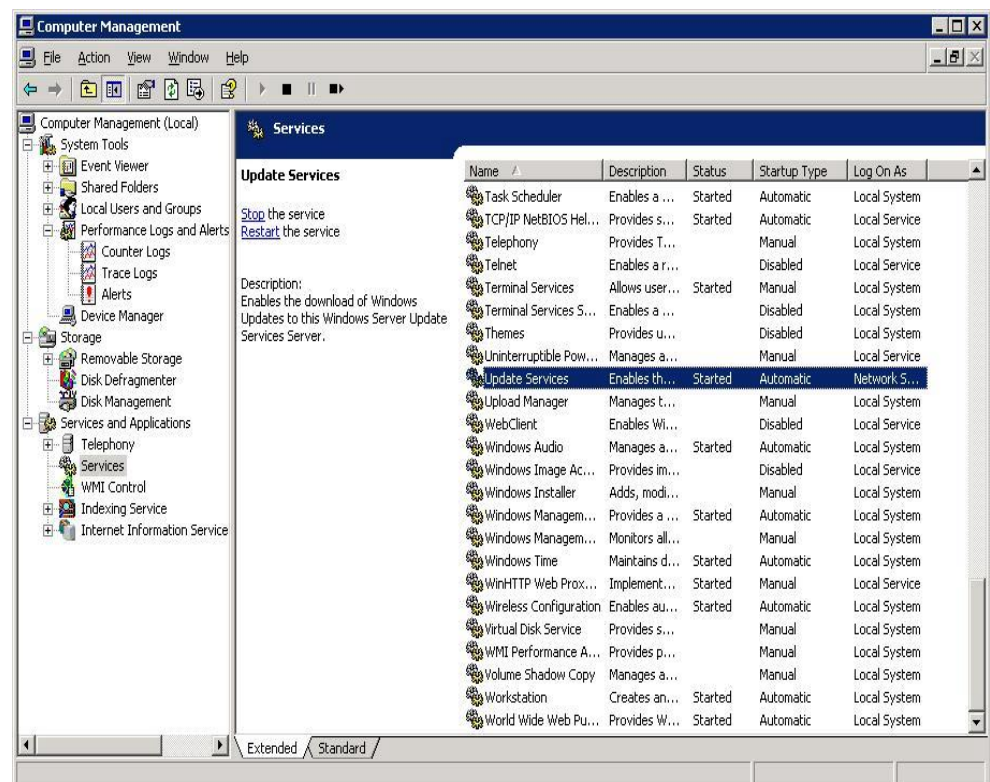 Computer Management
File Action View Window Help
Computer Management (Local)
System Tools
Event Viewer
Shared Folders
Local Users and Groups
Performance Logs and Alerts
Counter Logs
Trace Logs
Alerts
Device Manager
Storage
Removable Storage
Disk Defragmenter
Disk Management
Services and Applications
Telephony
Services
WMI Control
Indexing Service
Internet Information Service
Services
Update Services
Stop the service
Restart the service
Description:
Enables the download of Windows
Updates to this Windows Server Update
Services Server.
Name Description Status Startup Type Log On As
Task Scheduler Enables a ... Started Automatic Local System
TCP/IP NetBIOS Hel... Provides s... Started Automatic Local Service
Telephony Provides T... Manual Local System
Telnet Enables a r... Disabled Local Service
Terminal Services Allows user... Started Manual Local System
Terminal Services S... Enables a ... Disabled Local System
Themes Provides u... Disabled Local System
Uninterruptible Pow... Manages a... Manual Local Service
Update Services Enables th... Started Automatic Network S...
Upload Manager Manages t... Manual Local System
WebClient Enables Wi... Disabled Local Service
Windows Audio Manages a... Started Automatic Local System
Windows Image Ac... Provides im... Disabled Local Service
Windows Installer Adds, modi... Manual Local System
Windows Managem... Provides a ... Started Automatic Local System
Windows Managem... Monitors all... Manual Local System
Windows Time Maintains d... Started Automatic Local System
WinHTTP Web Prox... Implement... Started Manual Local Service
Wireless Configuration Enables au... Started Automatic Local System
Virtual Disk Service Provides s... Manual Local System
WMI Performance A... Provides p... Manual Local System
Volume Shadow Copy Manages a... Manual Local System
Workstation Creates an... Started Automatic Local System
World Wide Web Pu... Provides W... Started Automatic Local System
Extended Standard